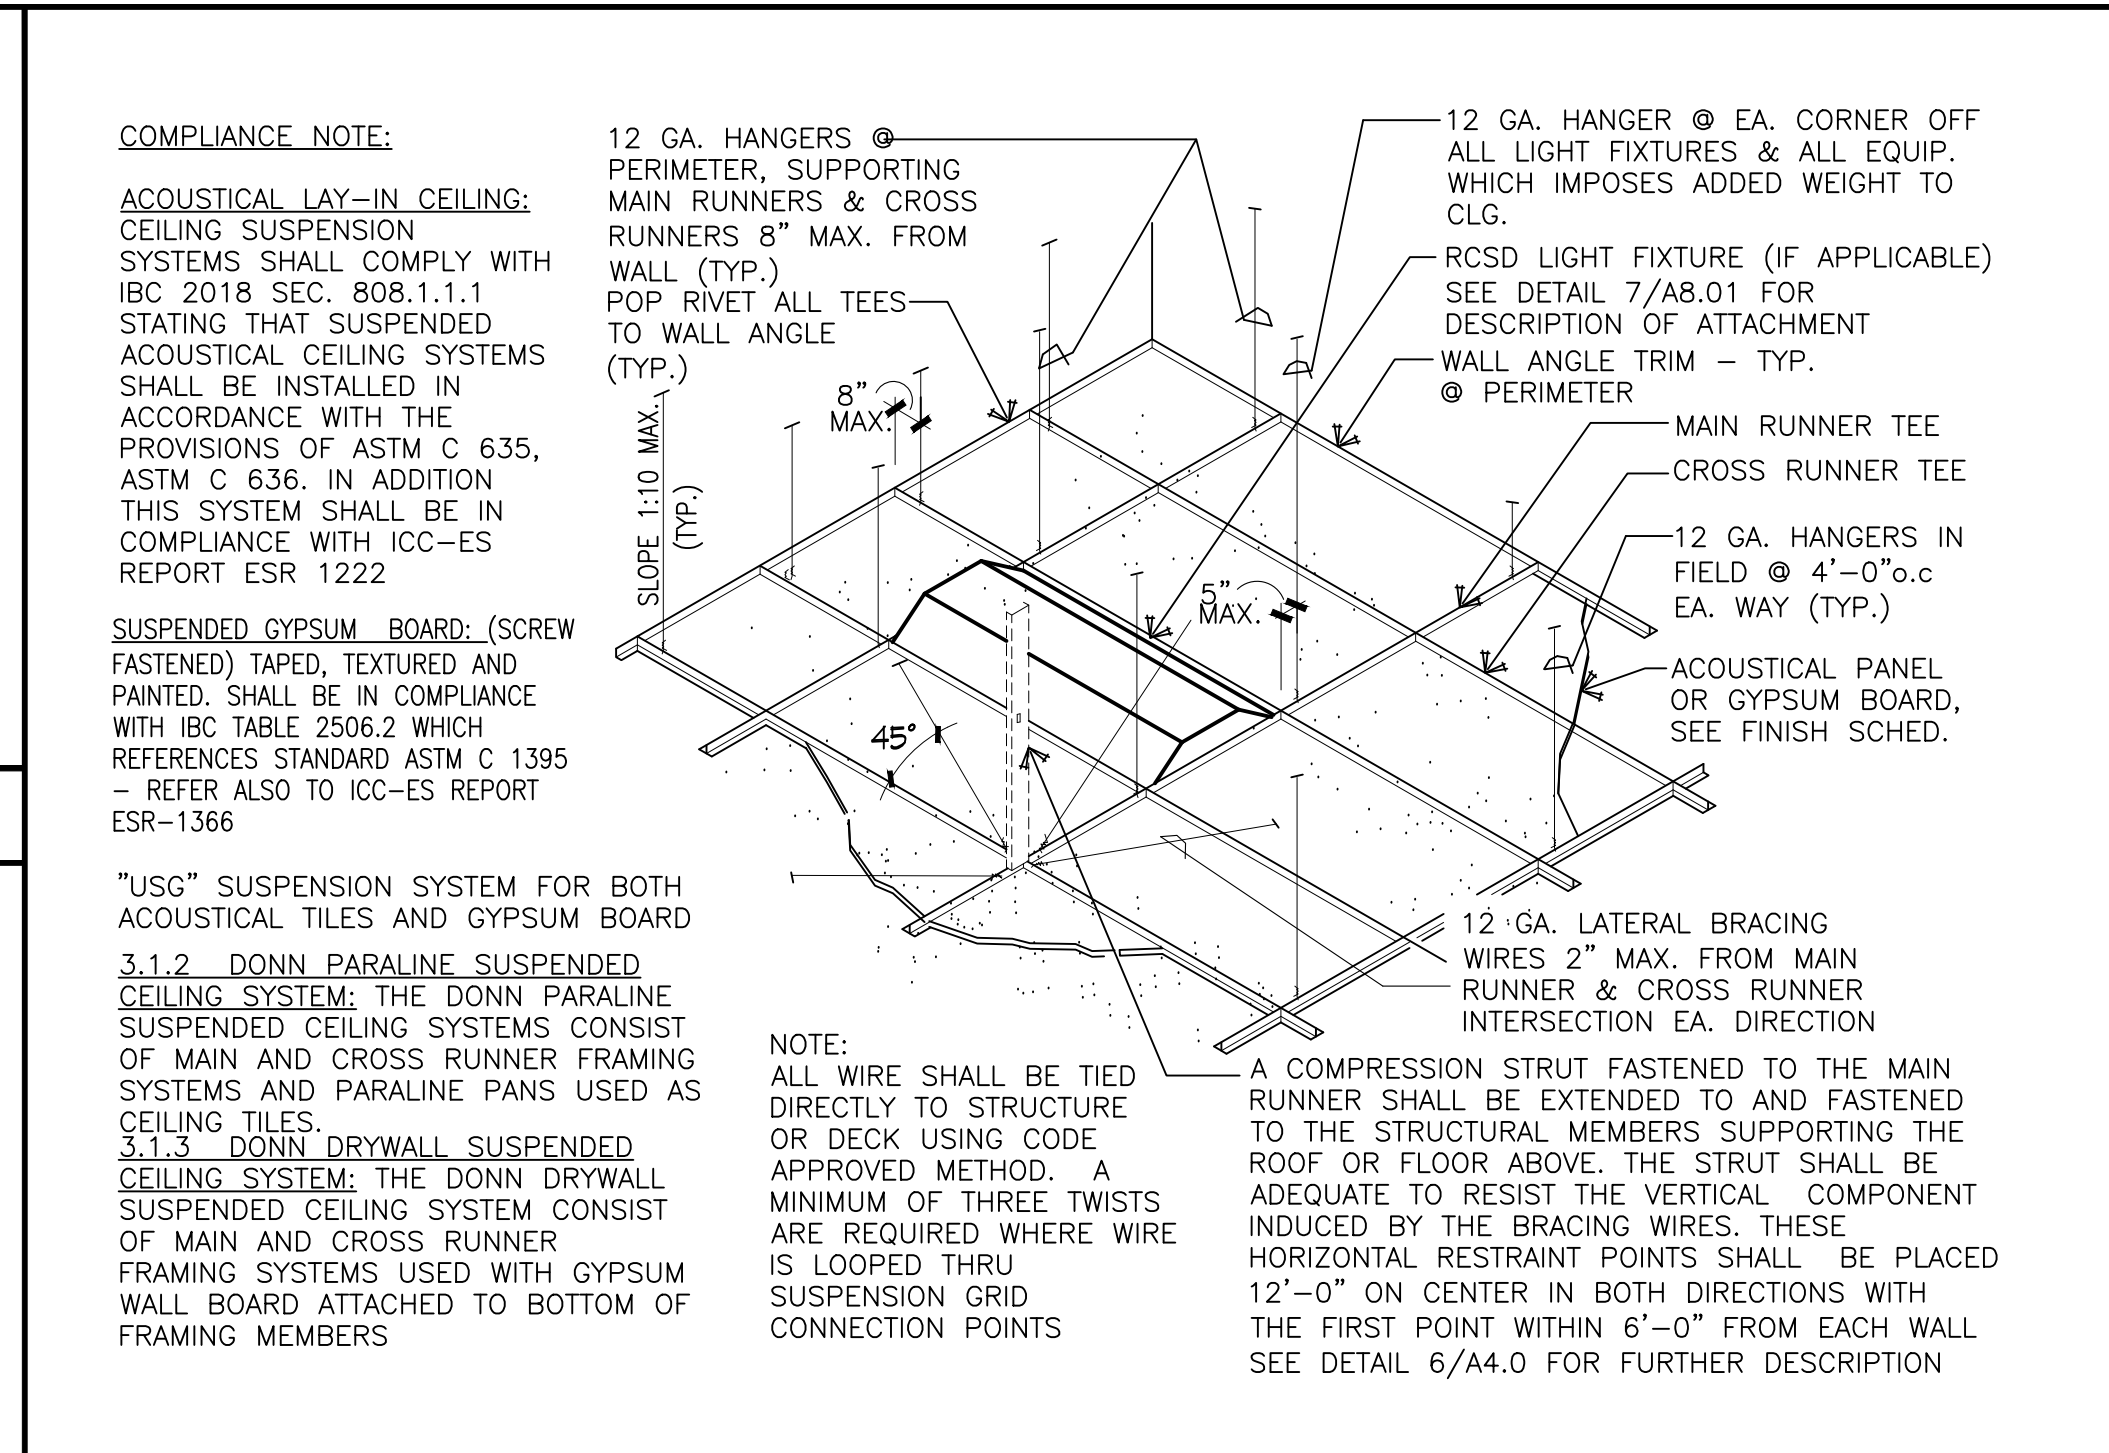 COMPLIANCE NOTE:
ACOUSTICAL LAY-IN CEILING:
CEILING SUSPENSION
SYSTEMS SHALL COMPLY WITH
IBC 2018 SEC. 808.1.1.1
STATING THAT SUSPENDED
ACOUSTICAL CEILING SYSTEMS
SHALL BE INSTALLED IN
ACCORDANCE WITH THE
PROVISIONS OF ASTM C 635,
ASTM C 636. IN ADDITION
THIS SYSTEM SHALL BE IN
COMPLIANCE WITH ICC-ES
REPORT ESR 1222
SUSPENDED GYPSUM BOARD: (SCREW
FASTENED) TAPED, TEXTURED AND
PAINTED. SHALL BE IN COMPLIANCE
WITH IBC TABLE 2506.2 WHICH
REFERENCES STANDARD ASTM C 1395
- REFER ALSO TO ICC-ES REPORT
ESR-1366
"USG" SUSPENSION SYSTEM FOR BOTH
ACOUSTICAL TILES AND GYPSUM BOARD
3.1.2 DONN PARALINE SUSPENDED
CEILING SYSTEM: THE DONN PARALINE
SUSPENDED CEILING SYSTEMS CONSIST
OF MAIN AND CROSS RUNNER FRAMING
SYSTEMS AND PARALINE PANS USED AS
CEILING TILES.
3.1.3 DONN DRYWALL SUSPENDED
CEILING SYSTEM: THE DONN DRYWALL
SUSPENDED CEILING SYSTEM CONSIST
OF MAIN AND CROSS RUNNER
FRAMING SYSTEMS USED WITH GYPSUM
WALL BOARD ATTACHED TO BOTTOM OF
FRAMING MEMBERS
12 GA. HANGERS @
PERIMETER, SUPPORTING
MAIN RUNNERS & CROSS
RUNNERS 8" MAX. FROM
WALL (TYP.)
POP RIVET ALL TEES
TO WALL ANGLE
(TYP.)
SLOPE 1:10 MAX.
(TYP.)
8"
MAX.
5"
MAX.
45°
12 GA. HANGER @ EA. CORNER OFF
ALL LIGHT FIXTURES & ALL EQUIP.
WHICH IMPOSES ADDED WEIGHT TO
CLG.
RCSD LIGHT FIXTURE (IF APPLICABLE)
SEE DETAIL 7/A8.01 FOR
DESCRIPTION OF ATTACHMENT
WALL ANGLE TRIM - TYP.
@ PERIMETER
MAIN RUNNER TEE
CROSS RUNNER TEE
12 GA. HANGERS IN
FIELD @ 4'-0"o.c
EA. WAY (TYP.)
ACOUSTICAL PANEL
OR GYPSUM BOARD,
SEE FINISH SCHED.
12 GA. LATERAL BRACING
WIRES 2" MAX. FROM MAIN
RUNNER & CROSS RUNNER
INTERSECTION EA. DIRECTION
NOTE:
ALL WIRE SHALL BE TIED
DIRECTLY TO STRUCTURE
OR DECK USING CODE
APPROVED METHOD. A
MINIMUM OF THREE TWISTS
ARE REQUIRED WHERE WIRE
IS LOOPED THRU
SUSPENSION GRID
CONNECTION POINTS
A COMPRESSION STRUT FASTENED TO THE MAIN
RUNNER SHALL BE EXTENDED TO AND FASTENED
TO THE STRUCTURAL MEMBERS SUPPORTING THE
ROOF OR FLOOR ABOVE. THE STRUT SHALL BE
ADEQUATE TO RESIST THE VERTICAL COMPONENT
INDUCED BY THE BRACING WIRES. THESE
HORIZONTAL RESTRAINT POINTS SHALL BE PLACED
12'-0" ON CENTER IN BOTH DIRECTIONS WITH
THE FIRST POINT WITHIN 6'-0" FROM EACH WALL
SEE DETAIL 6/A4.0 FOR FURTHER DESCRIPTION